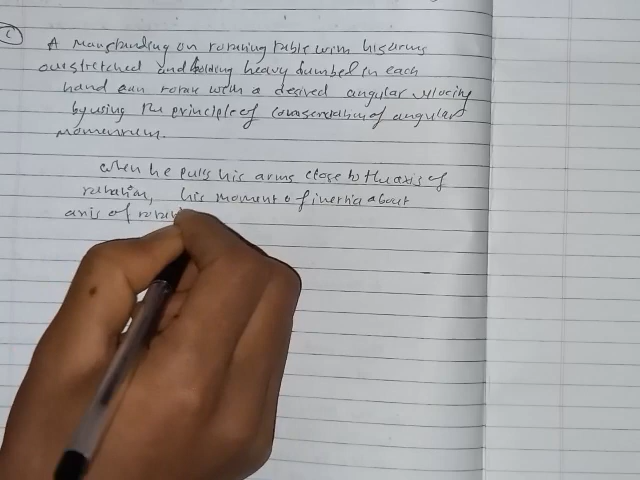 (c)
A man standing on rotating table with his arms
outstretched and holding heavy dumbel in each
hand can rotate with a desired angular velocity
by using the principle of conservation of angular
momentum.
When he pulls his arms close to the axis of
rotation, his moment of inertia about
axis of